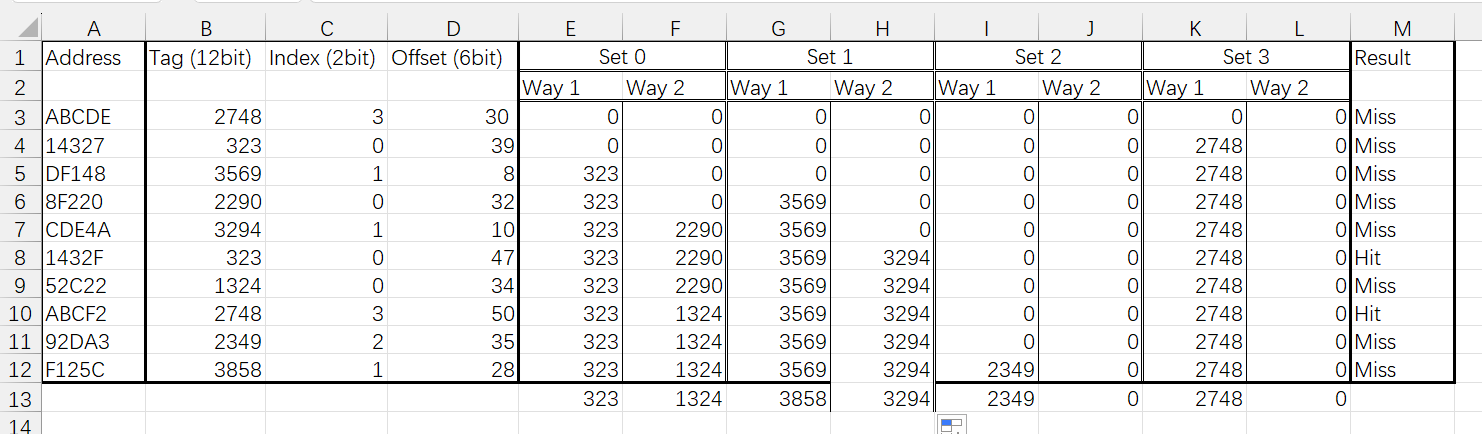 A B C D E F G H I J K L M
1 Address Tag (12bit) Index (2bit) Offset (6bit) Set 0 Set 1 Set 2 Set 3 Result
2 Way 1 Way 2 Way 1 Way 2 Way 1 Way 2 Way 1 Way 2
3 ABCDE 2748 3 30 0 0 0 0 0 0 0 0 Miss
4 14327 323 0 39 0 0 0 0 0 0 2748 0 Miss
5 DF148 3569 1 8 323 0 0 0 0 0 2748 0 Miss
6 8F220 2290 0 32 323 0 3569 0 0 0 2748 0 Miss
7 CDE4A 3294 1 10 323 2290 3569 0 0 0 2748 0 Miss
8 1432F 323 0 47 323 2290 3569 3294 0 0 2748 0 Hit
9 52C22 1324 0 34 323 2290 3569 3294 0 0 2748 0 Miss
10 ABCF2 2748 3 50 323 1324 3569 3294 0 0 2748 0 Hit
11 92DA3 2349 2 35 323 1324 3569 3294 0 0 2748 0 Miss
12 F125C 3858 1 28 323 1324 3569 3294 2349 0 2748 0 Miss
13 323 1324 3858 3294 2349 0 2748 0
14